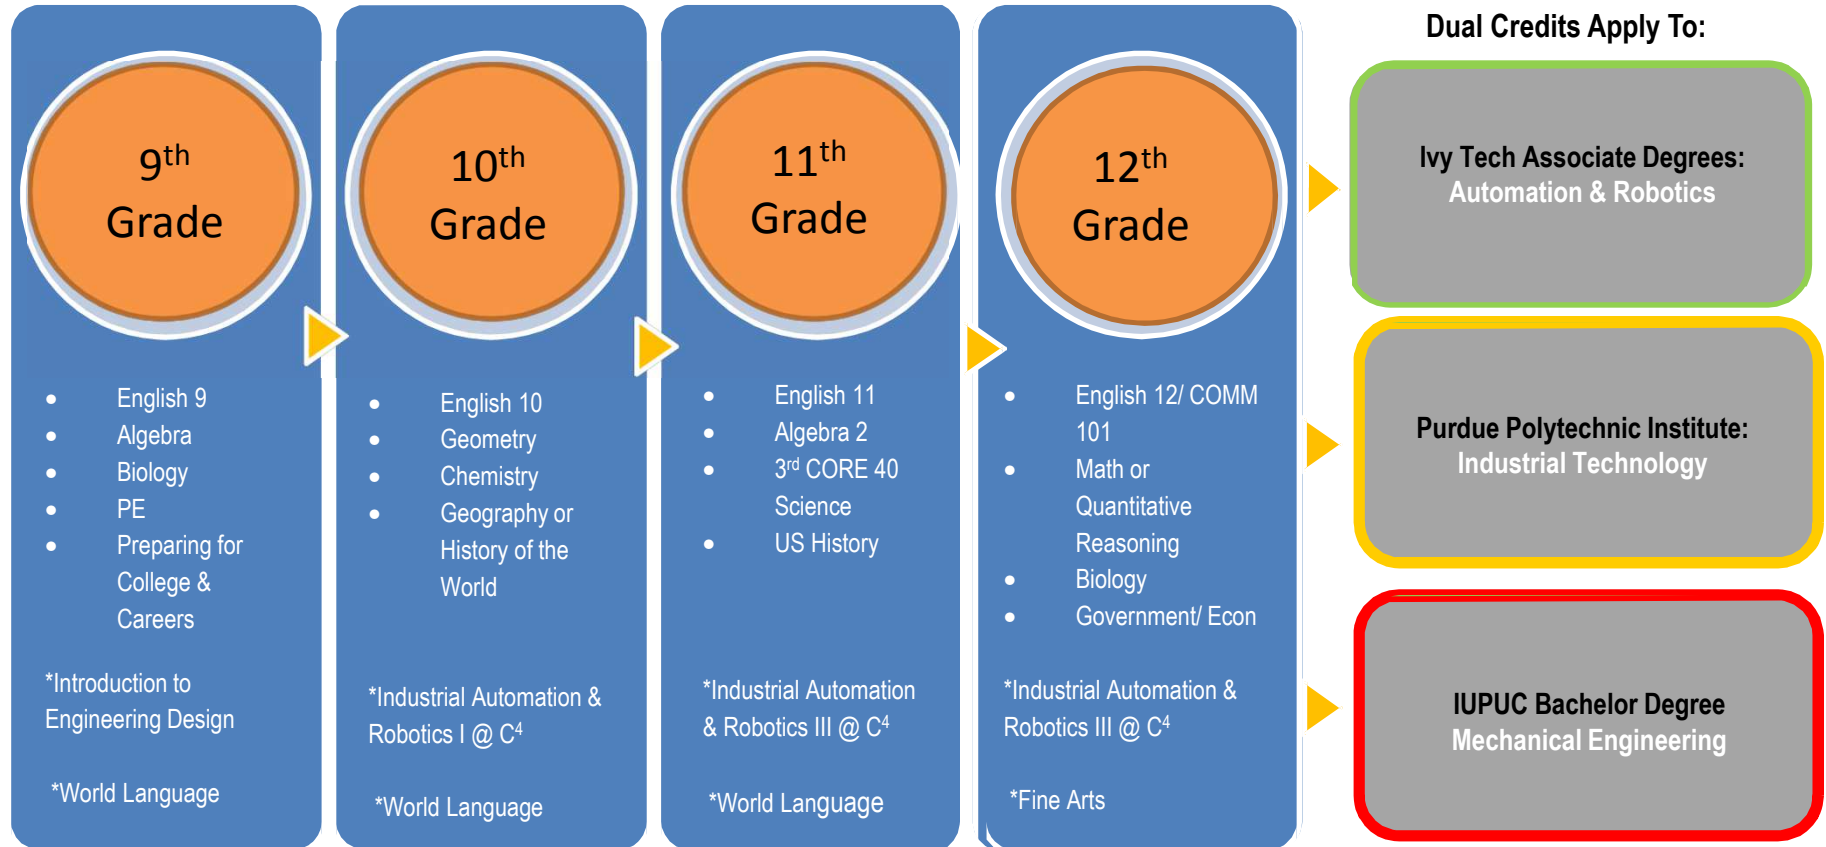 9th
Grade
• English 9
• Algebra
• Biology
• PE
• Preparing for
College &
Careers
*Introduction to
Engineering Design
*World Language
10th
Grade
• English 10
• Geometry
• Chemistry
• Geography or
History of the
World
*Industrial Automation &
Robotics I @ C4
*World Language
11th
Grade
• English 11
• Algebra 2
• 3rd CORE 40
Science
• US History
*Industrial Automation
& Robotics III @ C4
*World Language
12th
Grade
• English 12/ COMM
101
• Math or
Quantitative
Reasoning
• Biology
• Government/ Econ
*Industrial Automation &
Robotics III @ C4
*Fine Arts
Dual Credits Apply To:
Ivy Tech Associate Degrees:
Automation & Robotics
Purdue Polytechnic Institute:
Industrial Technology
IUPUC Bachelor Degree
Mechanical Engineering